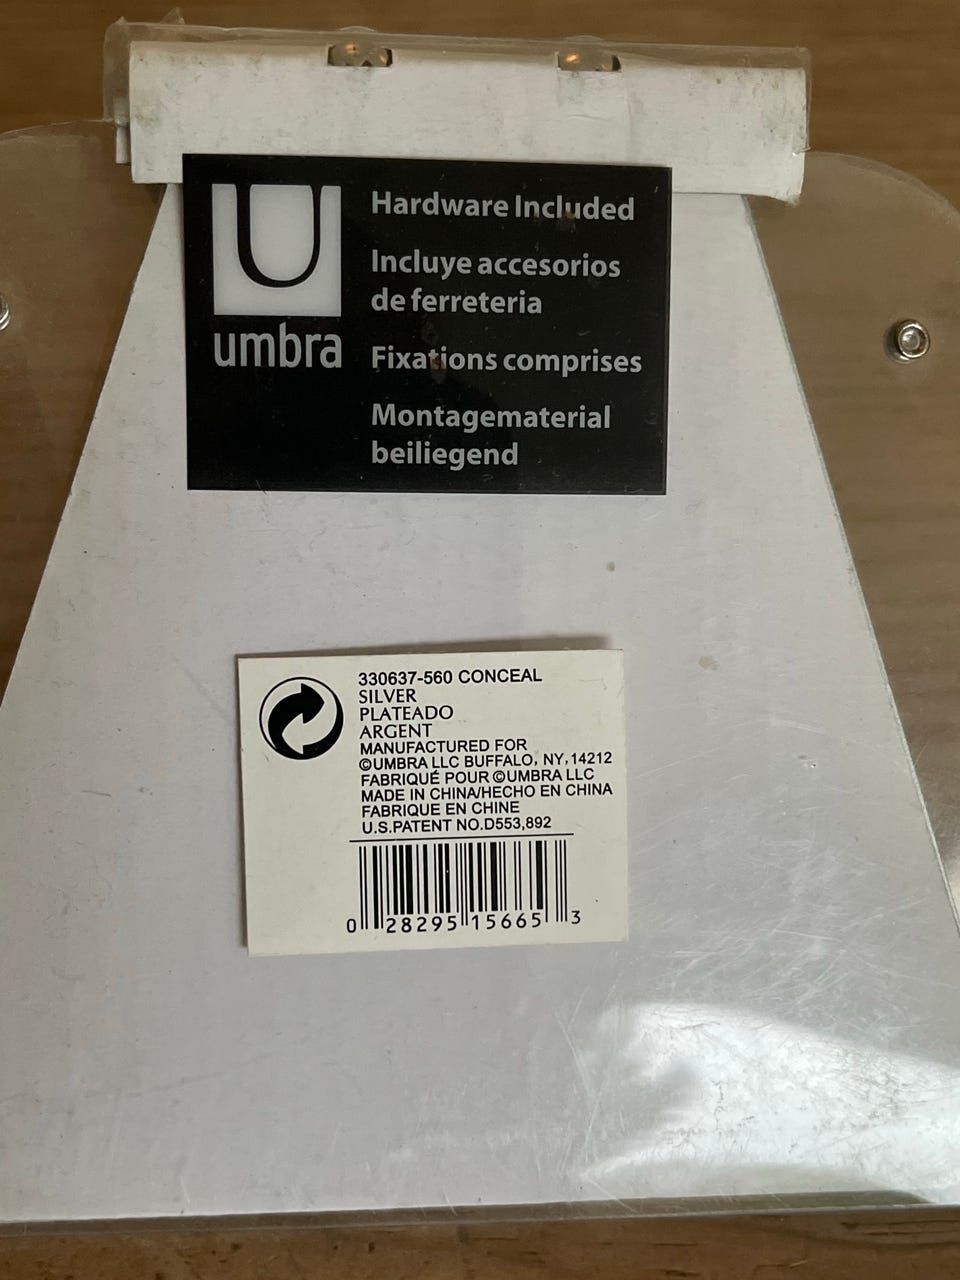 Hardware Included
Incluye accesorios
de ferreteria
umbra
Fixations comprises
Montagematerial
beiliegend
330637-560 CONCEAL
SILVER
PLATEADO
ARGENT
MANUFACTURED FOR
©UMBRA LLC BUFFALO, NY, 14212
FABRIQUÉ POUR ©UMBRA LLC
MADE IN CHINA/HECHO EN CHINA
FABRIQUE EN CHINE
U.S.PATENT NO.D553,892
0 28295 15665 3